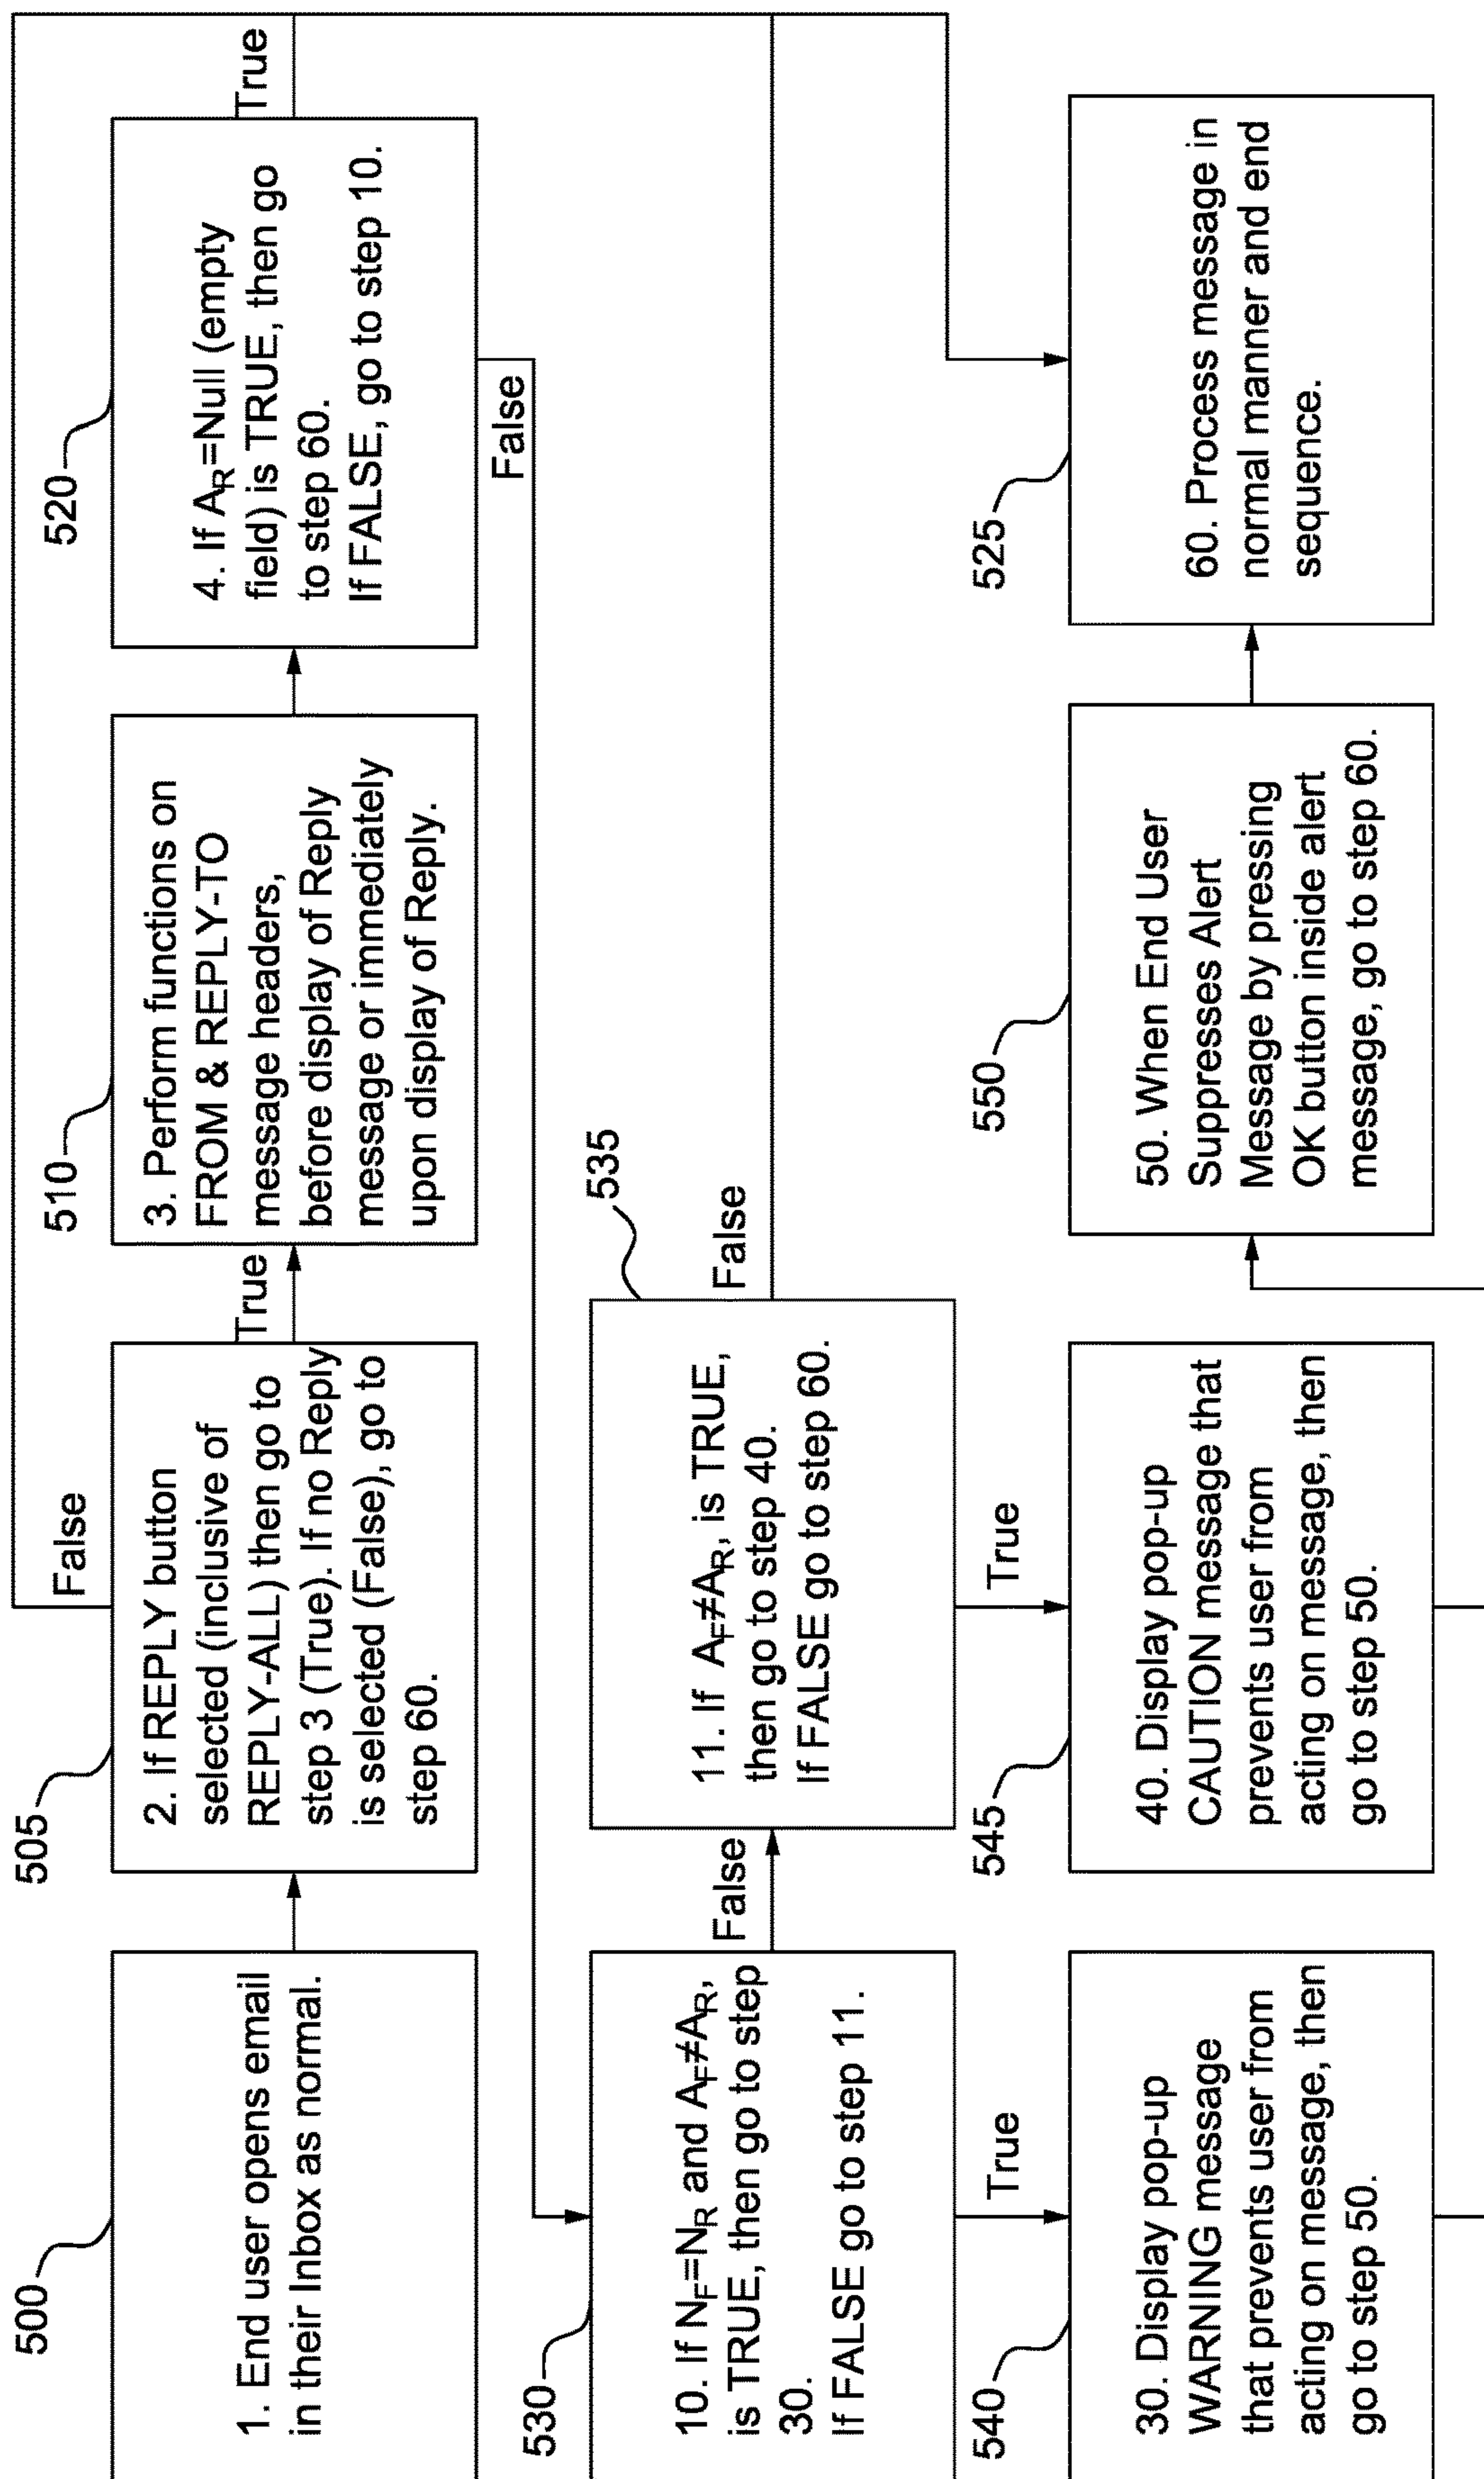 500
1. End user opens email
in their Inbox as normal.
505
2. If REPLY button
selected (inclusive of
REPLY-ALL) then go to
step 3 (True). If no Reply
is selected (False), go to
step 60.
False
True
510
3. Perform functions on
FROM & REPLY-TO
message headers,
before display of Reply
message or immediately
upon display of Reply.
520
4. If A_R=Null (empty
field) is TRUE, then go
to step 60.
If FALSE, go to step 10.
True
False
530
10. If N_F=N_R and A_F≠A_R,
is TRUE, then go to step
30.
If FALSE go to step 11.
False
True
535
11. If A_F≠A_R, is TRUE,
then go to step 40.
If FALSE go to step 60.
False
True
540
30. Display pop-up
WARNING message
that prevents user from
acting on message, then
go to step 50.
545
40. Display pop-up
CAUTION message that
prevents user from
acting on message, then
go to step 50.
550
50. When End User
Suppresses Alert
Message by pressing
OK button inside alert
message, go to step 60.
525
60. Process message in
normal manner and end
sequence.